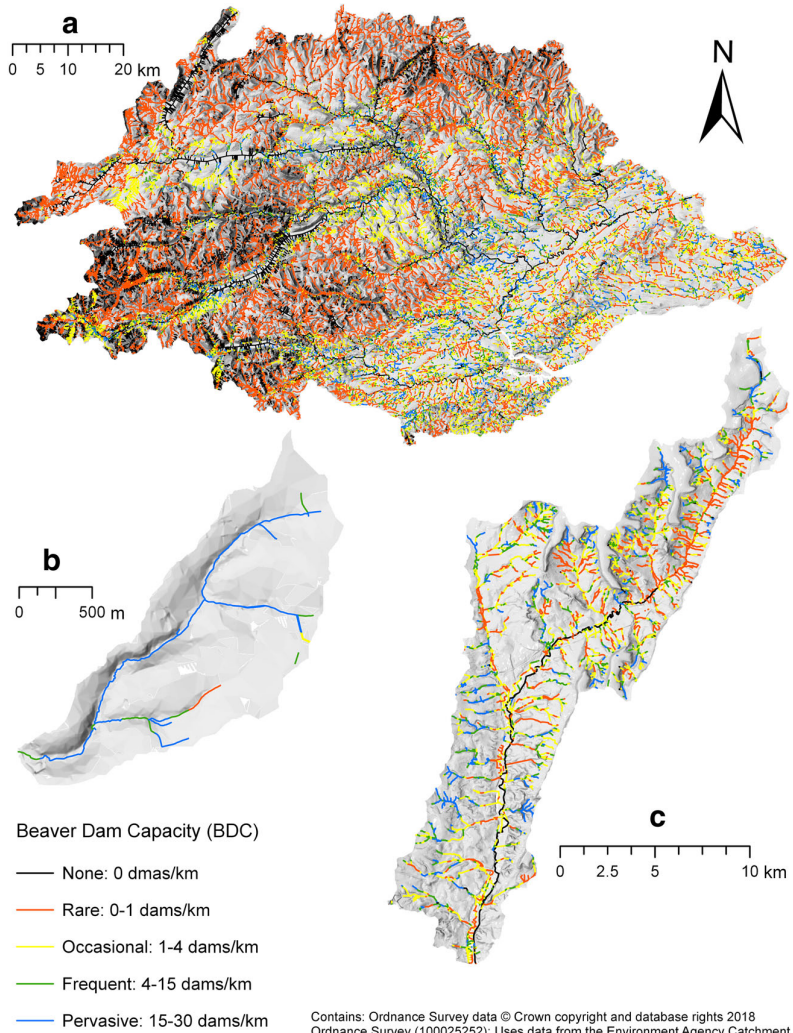 a
0 5 10 20 km
N
b
0 500 m
c
0 2.5 5 10 km
Beaver Dam Capacity (BDC)
None: 0 dmas/km
Rare: 0-1 dams/km
Occasional: 1-4 dams/km
Frequent: 4-15 dams/km
Pervasive: 15-30 dams/km
Contains: Ordnance Survey data © Crown copyright and database rights 2018
Ordnance Survey (100025252); Uses data from the Environment Agency Catchment